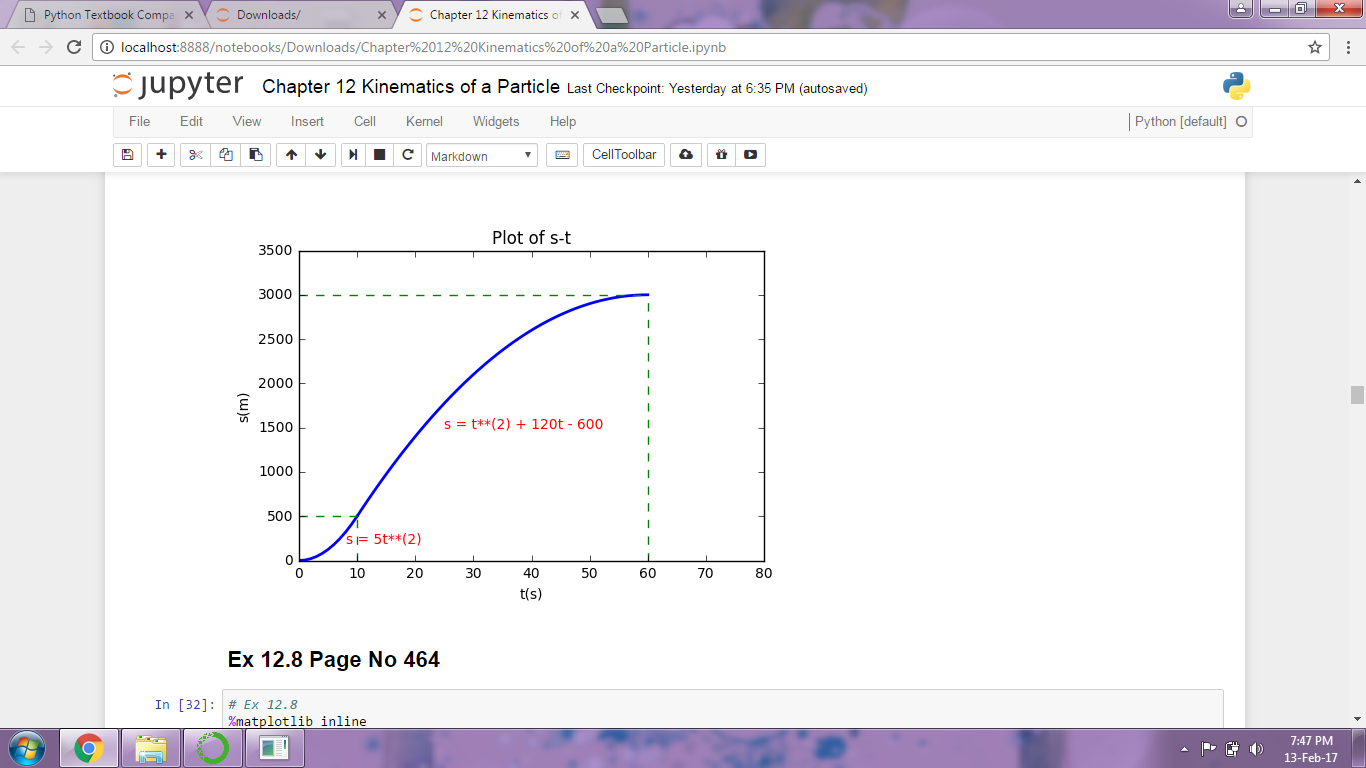 Python Textbook Compa
Downloads/
Chapter 12 Kinematics of
localhost:8888/notebooks/Downloads/Chapter%2012%20Kinematics%20of%20a%20Particle.ipynb
jupyter
Chapter 12 Kinematics of a Particle Last Checkpoint: Yesterday at 6:35 PM (autosaved)
File Edit View Insert Cell Kernel Widgets Help
Python [default]
Markdown
CellToolbar
Plot of s-t
3500
3000
2500
2000
1500
1000
500
0
s(m)
s = t**(2) + 120t - 600
s = 5t**(2)
0 10 20 30 40 50 60 70 80
t(s)
Ex 12.8 Page No 464
In [32]:
# Ex 12.8
%matplotlib inline
7:47 PM
13-Feb-17